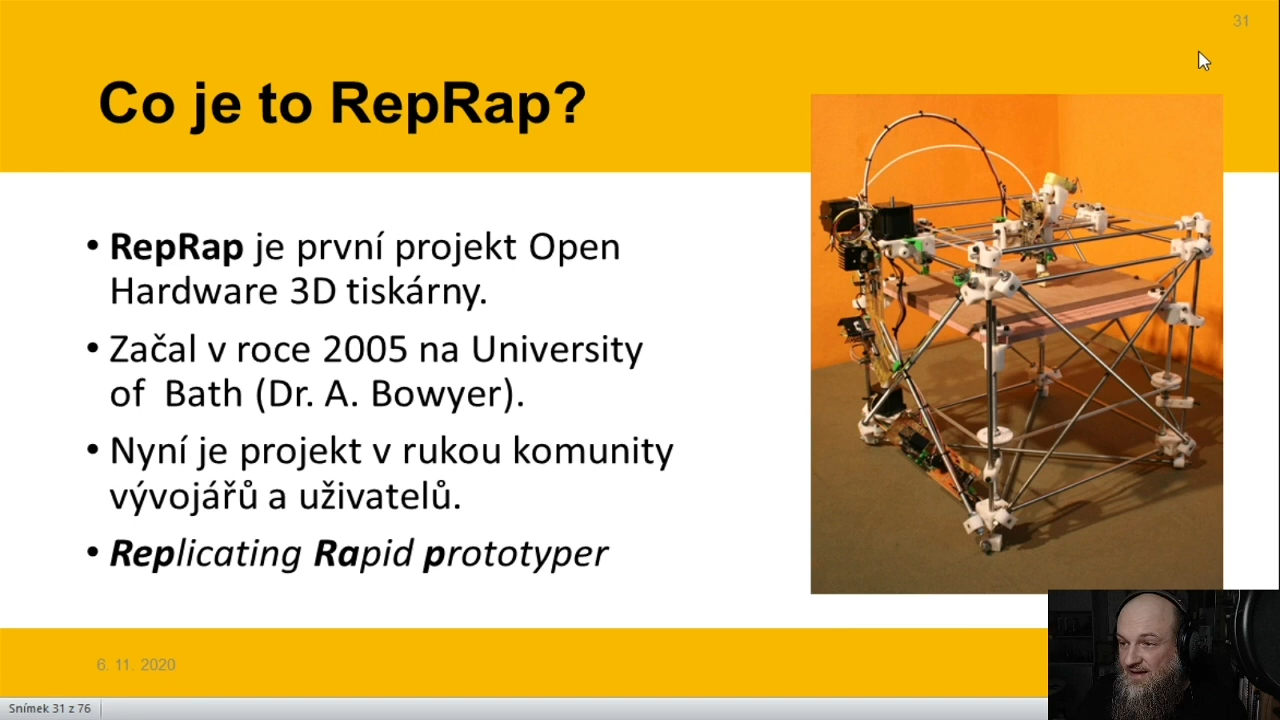 31
Co je to RepRap?
• RepRap je první projekt Open
Hardware 3D tiskárny.
• Začal v roce 2005 na University
of Bath (Dr. A. Bowyer).
• Nyní je projekt v rukou komunity
vývojářů a uživatelů.
• Replicating Rapid prototyper
6. 11. 2020
Snímek 31 z 76